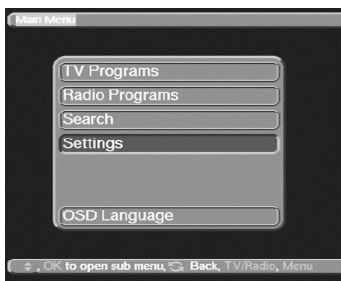 Main Menu
TV Programs
Radio Programs
Search
Settings
OSD Language
, OK to open sub menu, Back, TV/Radio, Menu